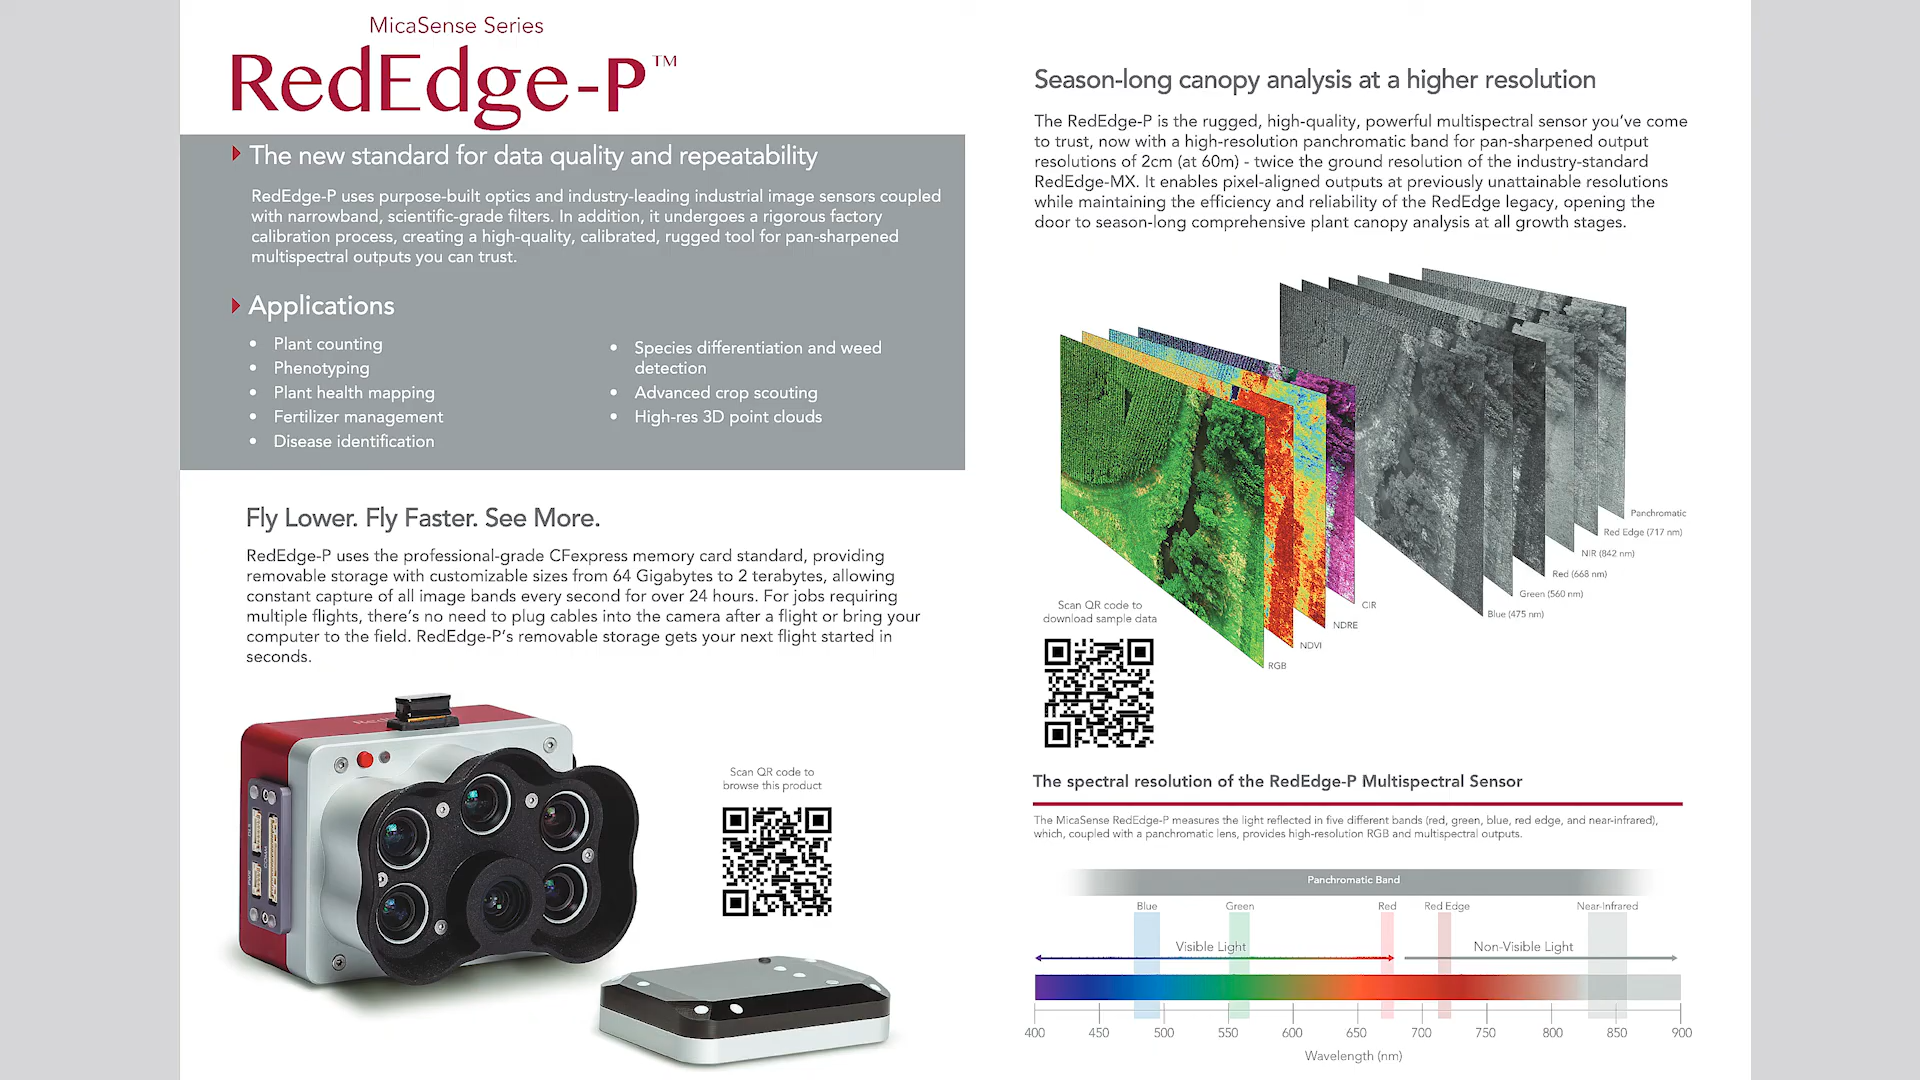 MicaSense Series
RedEdge-P™
The new standard for data quality and repeatability
RedEdge-P uses purpose-built optics and industry-leading industrial image sensors coupled
with narrowband, scientific-grade filters. In addition, it undergoes a rigorous factory
calibration process, creating a high-quality, calibrated, rugged tool for pan-sharpened
multispectral outputs you can trust.
Applications
• Plant counting
• Phenotyping
• Plant health mapping
• Fertilizer management
• Disease identification
• Species differentiation and weed
detection
• Advanced crop scouting
• High-res 3D point clouds
Fly Lower. Fly Faster. See More.
RedEdge-P uses the professional-grade CFexpress memory card standard, providing
removable storage with customizable sizes from 64 Gigabytes to 2 terabytes, allowing
constant capture of all image bands every second for over 24 hours. For jobs requiring
multiple flights, there's no need to plug cables into the camera after a flight or bring your
computer to the field. RedEdge-P's removable storage gets your next flight started in
seconds.
Scan QR code to
browse this product
Season-long canopy analysis at a higher resolution
The RedEdge-P is the rugged, high-quality, powerful multispectral sensor you've come
to trust, now with a high-resolution panchromatic band for pan-sharpened output
resolutions of 2cm (at 60m) - twice the ground resolution of the industry-standard
RedEdge-MX. It enables pixel-aligned outputs at previously unattainable resolutions
while maintaining the efficiency and reliability of the RedEdge legacy, opening the
door to season-long comprehensive plant canopy analysis at all growth stages.
Panchromatic
Red Edge (717 nm)
NIR (842 nm)
Red (668 nm)
Green (560 nm)
Blue (475 nm)
CIR
NDRE
NDVI
RGB
Scan QR code to
download sample data
The spectral resolution of the RedEdge-P Multispectral Sensor
The MicaSense RedEdge-P measures the light reflected in five different bands (red, green, blue, red edge, and near-infrared),
which, coupled with a panchromatic lens, provides high-resolution RGB and multispectral outputs.
Panchromatic Band
Blue Green Red Red Edge Near-Infrared
Visible Light Non-Visible Light
400 450 500 550 600 650 700 750 800 850 900
Wavelength (nm)